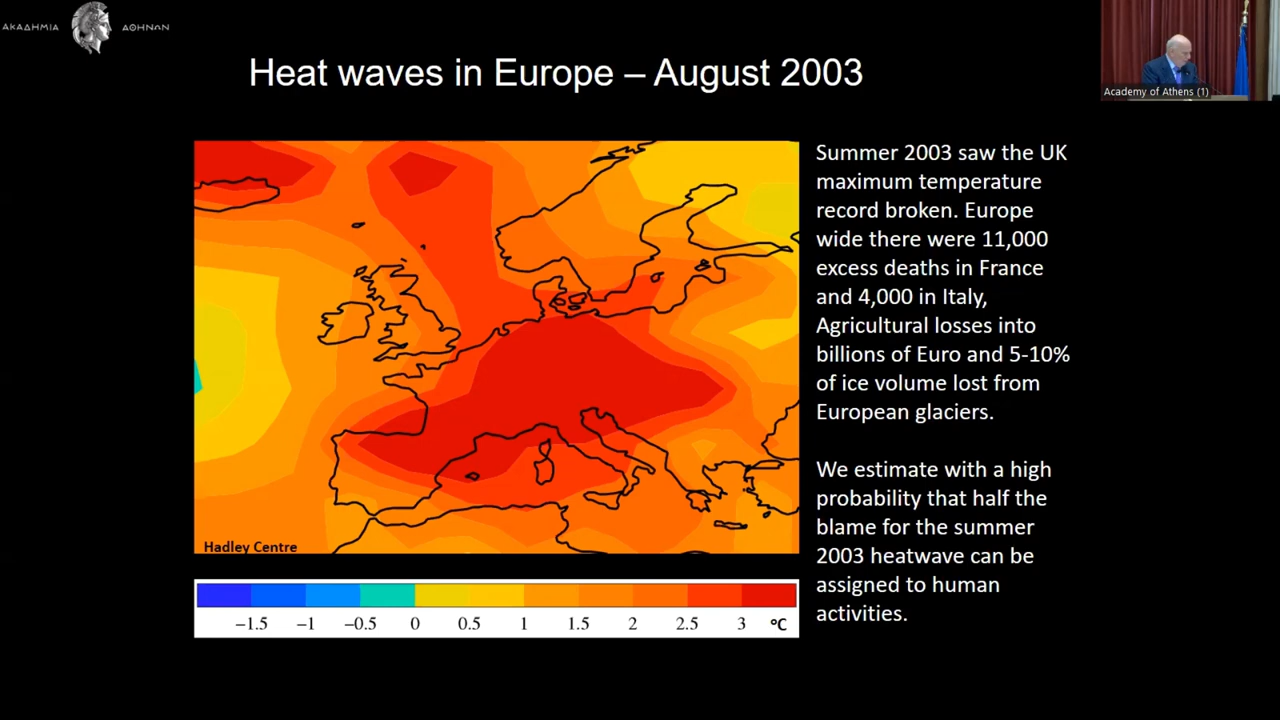 ΑΚΑΔΗΜΙΑ ΑΘΗΝΩΝ
Academy of Athens (1)
Heat waves in Europe – August 2003
Summer 2003 saw the UK
maximum temperature
record broken. Europe
wide there were 11,000
excess deaths in France
and 4,000 in Italy,
Agricultural losses into
billions of Euro and 5-10%
of ice volume lost from
European glaciers.
We estimate with a high
probability that half the
blame for the summer
2003 heatwave can be
assigned to human
activities.
Hadley Centre
−1.5 −1 −0.5 0 0.5 1 1.5 2 2.5 3 °C